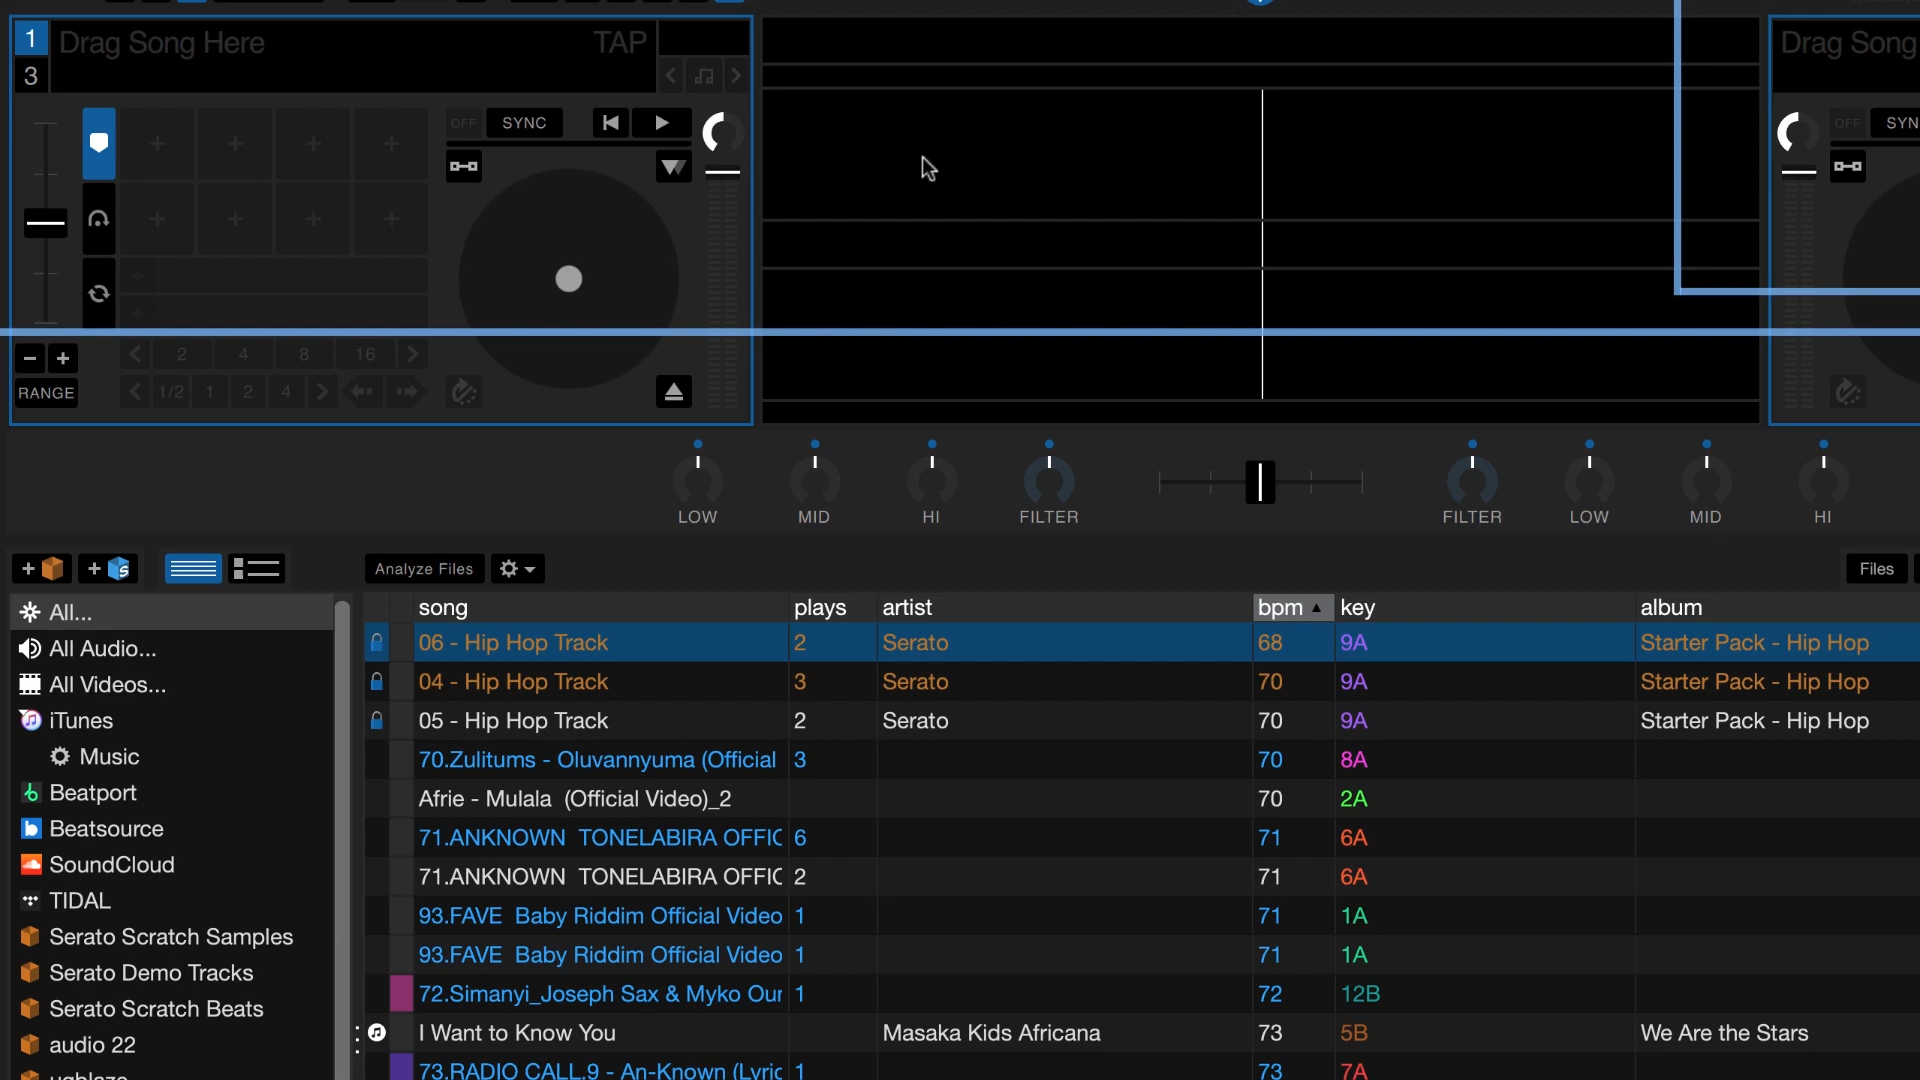 1 Drag Song Here TAP
3
Drag Song
OFF SYNC
OFF SYN
2 4 8 16
1/2 1 2 4
RANGE
LOW MID HI FILTER FILTER LOW MID HI
Analyze Files
Files
song plays artist bpm key album
All...
All Audio...
All Videos...
iTunes
Music
Beatport
Beatsource
SoundCloud
TIDAL
Serato Scratch Samples
Serato Demo Tracks
Serato Scratch Beats
audio 22
06 - Hip Hop Track 2 Serato 68 9A Starter Pack - Hip Hop
04 - Hip Hop Track 3 Serato 70 9A Starter Pack - Hip Hop
05 - Hip Hop Track 2 Serato 70 9A Starter Pack - Hip Hop
70.Zulitums - Oluvannyuma (Official 3 70 8A
Afrie - Mulala (Official Video)_2 70 2A
71.ANKNOWN TONELABIRA OFFIC 6 71 6A
71.ANKNOWN TONELABIRA OFFIC 2 71 6A
93.FAVE Baby Riddim Official Video 1 71 1A
93.FAVE Baby Riddim Official Video 1 71 1A
72.Simanyi_Joseph Sax & Myko Our 1 72 12B
I Want to Know You Masaka Kids Africana 73 5B We Are the Stars
73.RADIO CALL.9 - An-Known (Lyric 1 73 7A